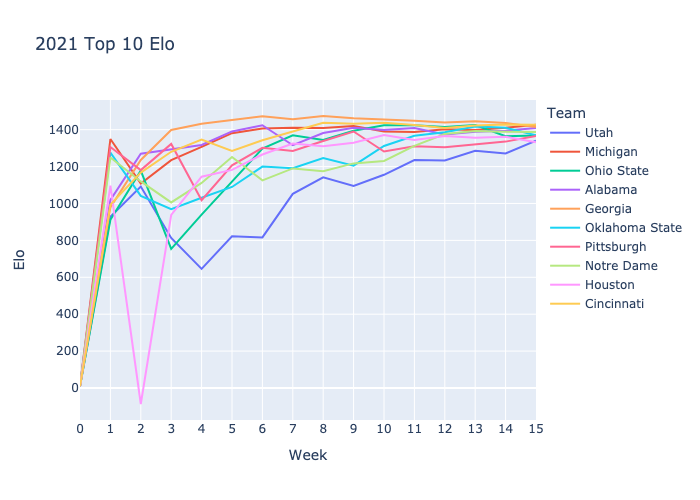 2021 Top 10 Elo
Team
Utah
Michigan
Ohio State
Alabama
Georgia
Oklahoma State
Pittsburgh
Notre Dame
Houston
Cincinnati
Elo
1400
1200
1000
800
600
400
200
0
0 1 2 3 4 5 6 7 8 9 10 11 12 13 14 15
Week